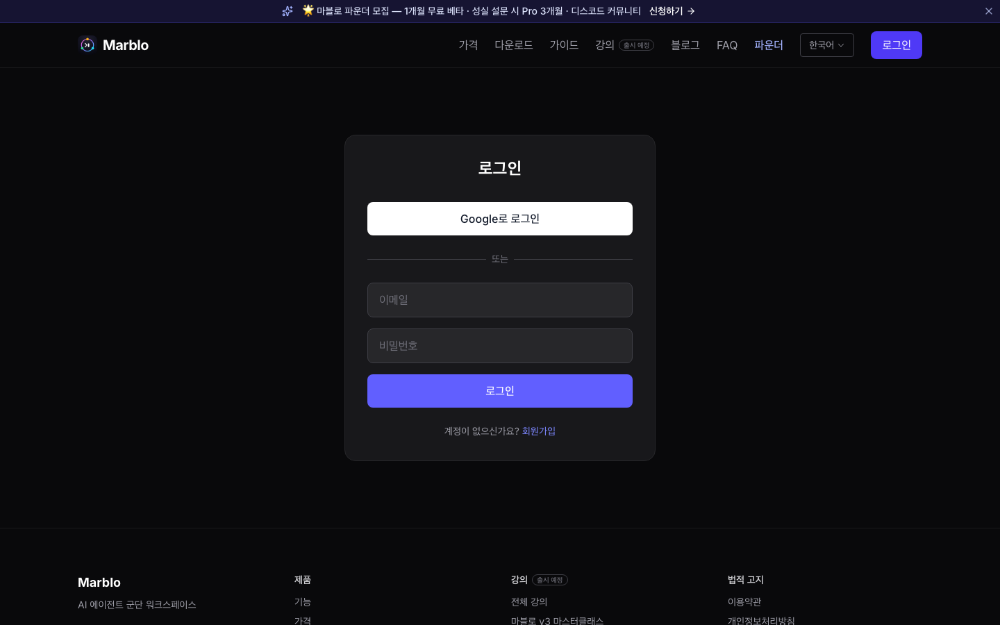 🌟 마블로 파운더 모집 — 1개월 무료 베타 · 성실 설문 시 Pro 3개월 · 디스코드 커뮤니티 신청하기 →
Marblo
가격 다운로드 가이드 강의 출시 예정 블로그 FAQ 파운더 한국어 로그인
로그인
Google로 로그인
또는
이메일
비밀번호
로그인
계정이 없으신가요? 회원가입
Marblo
AI 에이전트 군단 워크스페이스
제품
기능
가격
강의 출시 예정
전체 강의
마블로 v3 마스터클래스
법적 고지
이용약관
개인정보처리방침